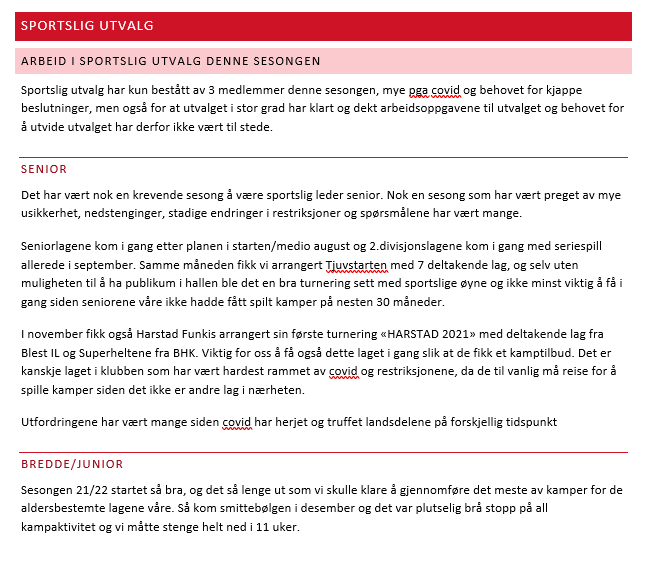 SPORTSLIG UTVALG
ARBEID I SPORTSLIG UTVALG DENNE SESONGEN
Sportslig utvalg har kun bestått av 3 medlemmer denne sesongen, mye pga covid og behovet for kjappe
beslutninger, men også for at utvalget i stor grad har klart og dekt arbeidsoppgavene til utvalget og behovet for
å utvide utvalget har derfor ikke vært til stede.
SENIOR
Det har vært nok en krevende sesong å være sportslig leder senior. Nok en sesong som har vært preget av mye
usikkerhet, nedstenginger, stadige endringer i restriksjoner og spørsmålene har vært mange.
Seniorlagene kom i gang etter planen i starten/medio august og 2.divisjonslagene kom i gang med seriespill
allerede i september. Samme måneden fikk vi arrangert Tjuvstarten med 7 deltakende lag, og selv uten
muligheten til å ha publikum i hallen ble det en bra turnering sett med sportslige øyne og ikke minst viktig å få i
gang siden seniorene våre ikke hadde fått spilt kamper på nesten 30 måneder.
I november fikk også Harstad Funkis arrangert sin første turnering «HARSTAD 2021» med deltakende lag fra
Blest IL og Superheltene fra BHK. Viktig for oss å få også dette laget i gang slik at de fikk et kamptilbud. Det er
kanskje laget i klubben som har vært hardest rammet av covid og restriksjonene, da de til vanlig må reise for å
spille kamper siden det ikke er andre lag i nærheten.
Utfordringene har vært mange siden covid har herjet og truffet landsdelene på forskjellig tidspunkt
BREDDE/JUNIOR
Sesongen 21/22 startet så bra, og det så lenge ut som vi skulle klare å gjennomføre det meste av kamper for de
aldersbestemte lagene våre. Så kom smittebølgen i desember og det var plutselig brå stopp på all
kampaktivitet og vi måtte stenge helt ned i 11 uker.